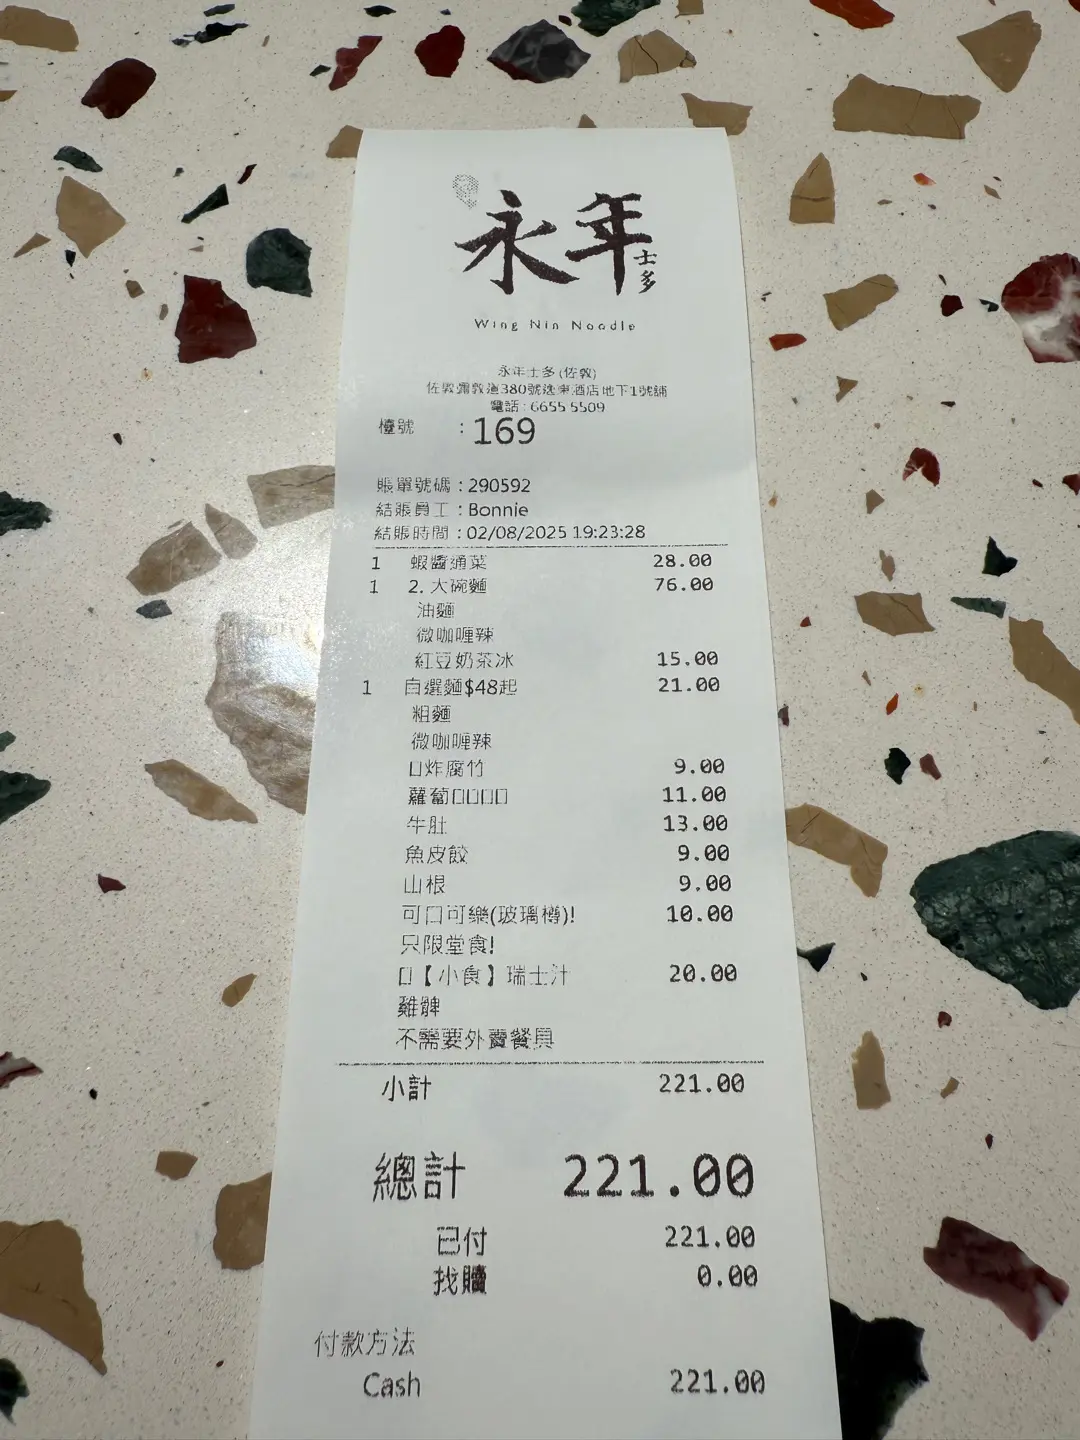 永年
士多
Wing Nin Noodle
永年士多 (佐敦)
佐敦彌敦道380號逸東酒店地下1號舖
電話 : 6655 5509
檯號 : 169
賬單號碼 : 290592
結賬員工 : Bonnie
結賬時間 : 02/08/2025 19:23:28
1 蝦醬通菜 28.00
1 2. 大碗麵 76.00
油麵
微咖喱辣
紅豆奶茶冰 15.00
1 自選麵$48起 21.00
粗麵
微咖喱辣
□炸腐竹 9.00
蘿蔔□□□□ 11.00
牛肚 13.00
魚皮餃 9.00
山根 9.00
可口可樂(玻璃樽)! 10.00
只限堂食!
□【小食】瑞士汁 20.00
雞髀
不需要外賣餐具
小計 221.00
總計 221.00
已付 221.00
找贖 0.00
付款方法
Cash 221.00